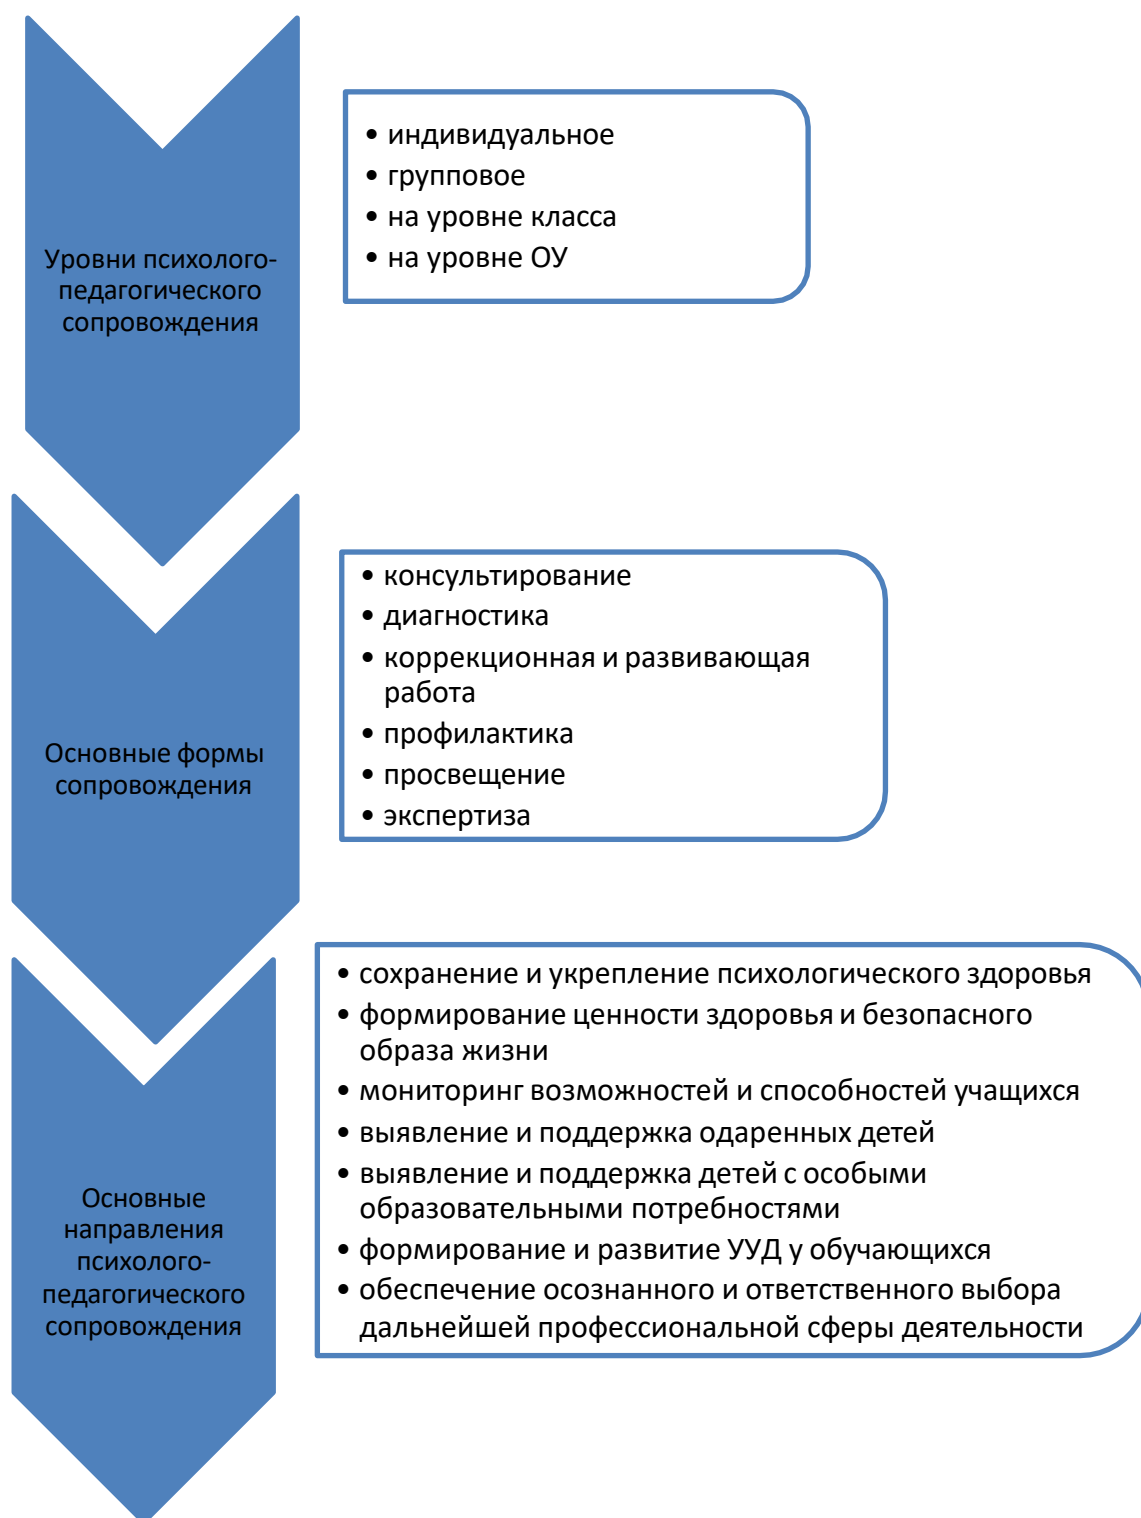 Уровни психолого-
педагогического
сопровождения
• индивидуальное
• групповое
• на уровне класса
• на уровне ОУ
Основные формы
сопровождения
• консультирование
• диагностика
• коррекционная и развивающая
работа
• профилактика
• просвещение
• экспертиза
Основные
направления
психолого-
педагогического
сопровождения
• сохранение и укрепление психологического здоровья
• формирование ценности здоровья и безопасного
образа жизни
• мониторинг возможностей и способностей учащихся
• выявление и поддержка одаренных детей
• выявление и поддержка детей с особыми
образовательными потребностями
• формирование и развитие УУД у обучающихся
• обеспечение осознанного и ответственного выбора
дальнейшей профессиональной сферы деятельности